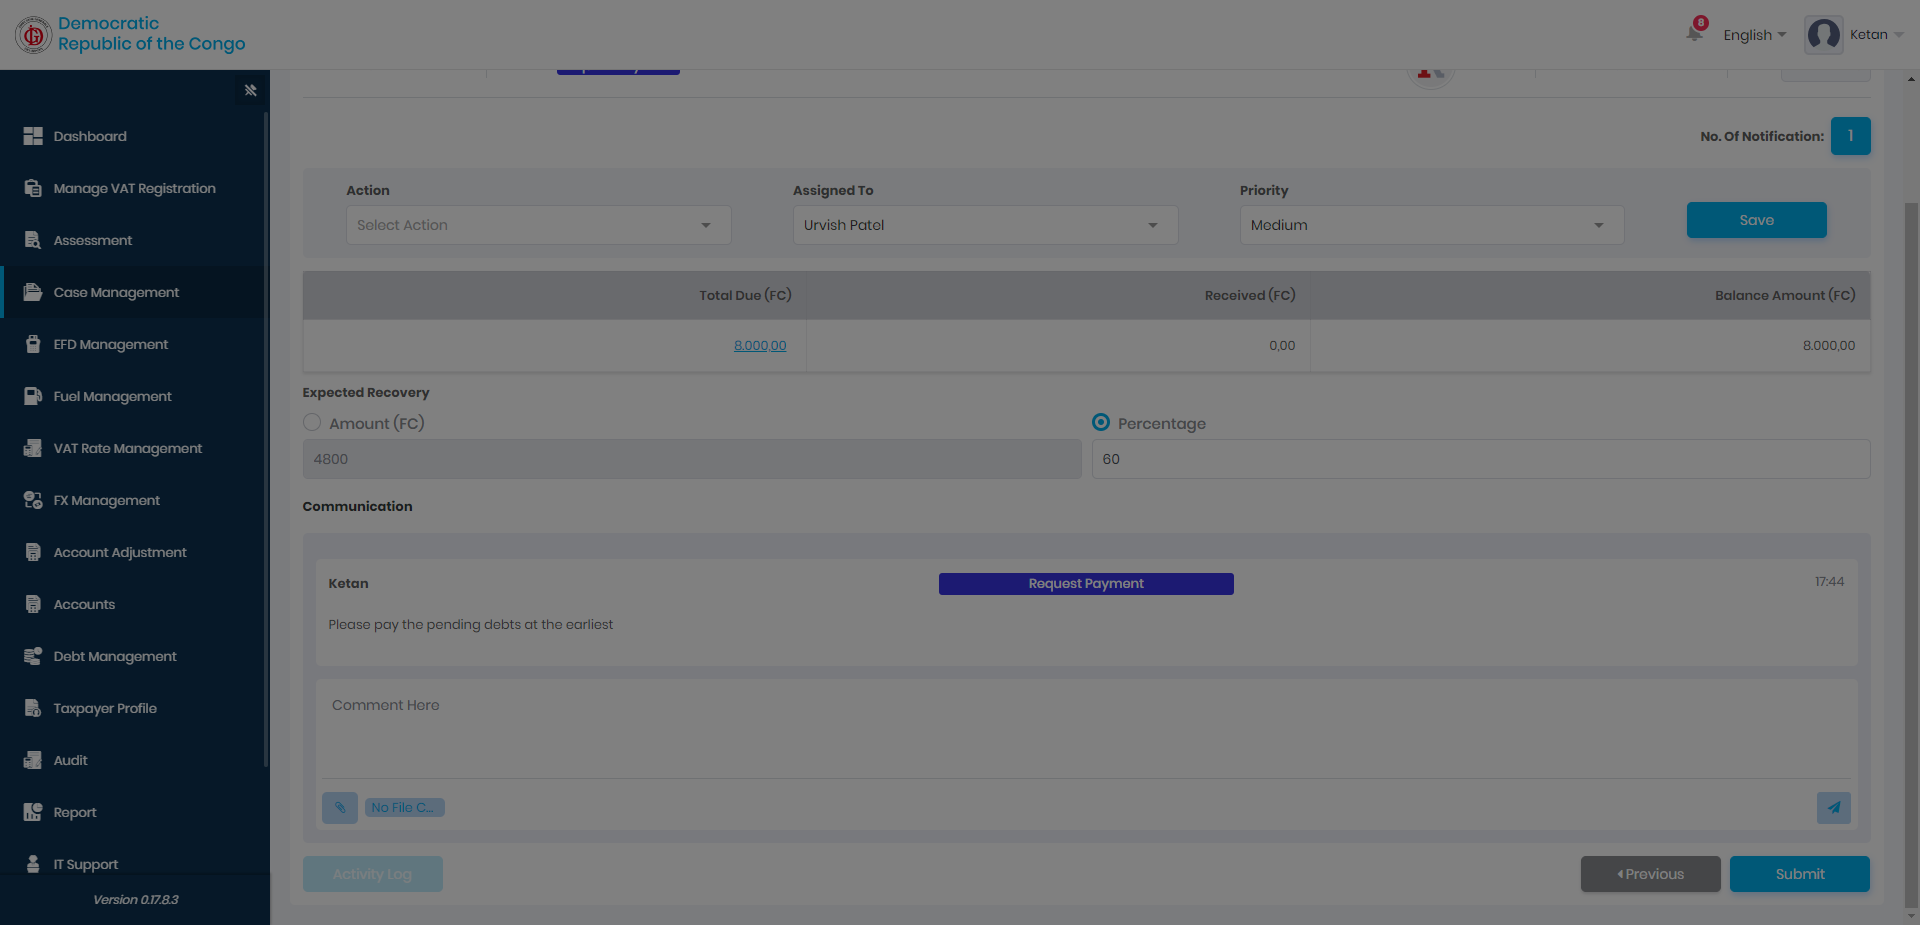 Democratic
Republic of the Congo
8
English
Ketan
Dashboard
Manage VAT Registration
Assessment
Case Management
EFD Management
Fuel Management
VAT Rate Management
FX Management
Account Adjustment
Accounts
Debt Management
Taxpayer Profile
Audit
Report
IT Support
Version 0.17.8.3
No. Of Notification: 1
Action
Assigned To
Priority
Select Action
Urvish Patel
Medium
Save
Total Due (FC)
Received (FC)
Balance Amount (FC)
8.000,00
0,00
8.000,00
Expected Recovery
Amount (FC)
Percentage
4800
60
Communication
Ketan
Request Payment
17:44
Please pay the pending debts at the earliest
Comment Here
No File C...
Activity Log
Previous
Submit